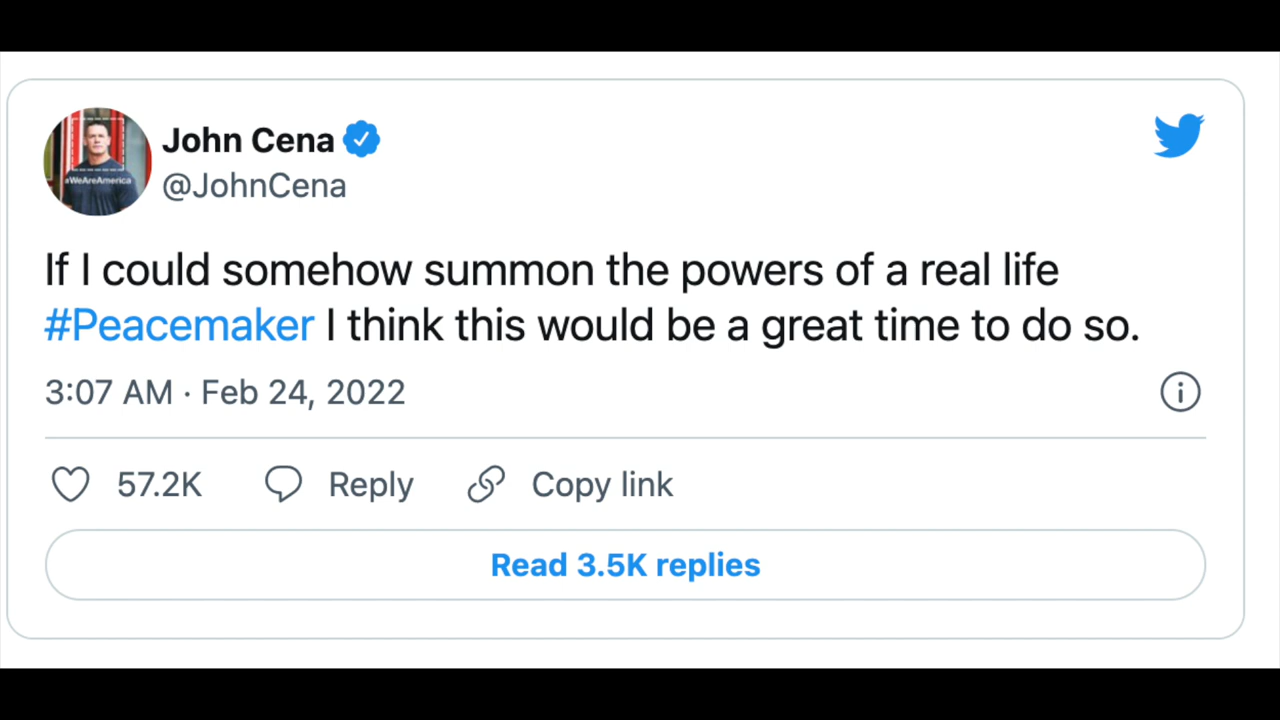 John Cena
@JohnCena
#WeAreAmerica
If I could somehow summon the powers of a real life
#Peacemaker I think this would be a great time to do so.
3:07 AM · Feb 24, 2022
57.2K Reply Copy link
Read 3.5K replies